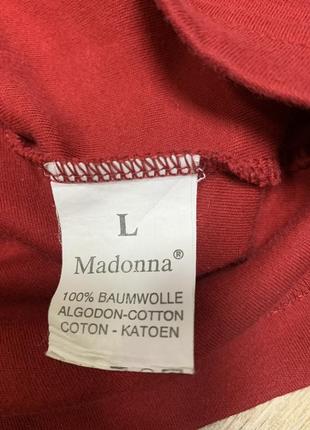 L
Madonna®
100% BAUMWOLLE
ALGODON-COTTON
COTON - KATOEN